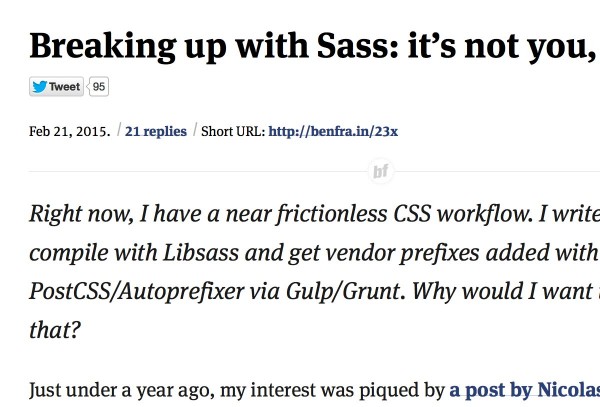 Breaking up with Sass: it’s not you,
Tweet 95
Feb 21, 2015. / 21 replies / Short URL: http://benfra.in/23x
bf
Right now, I have a near frictionless CSS workflow. I write
compile with Libsass and get vendor prefixes added with
PostCSS/Autoprefixer via Gulp/Grunt. Why would I want
that?
Just under a year ago, my interest was piqued by a post by Nicolas